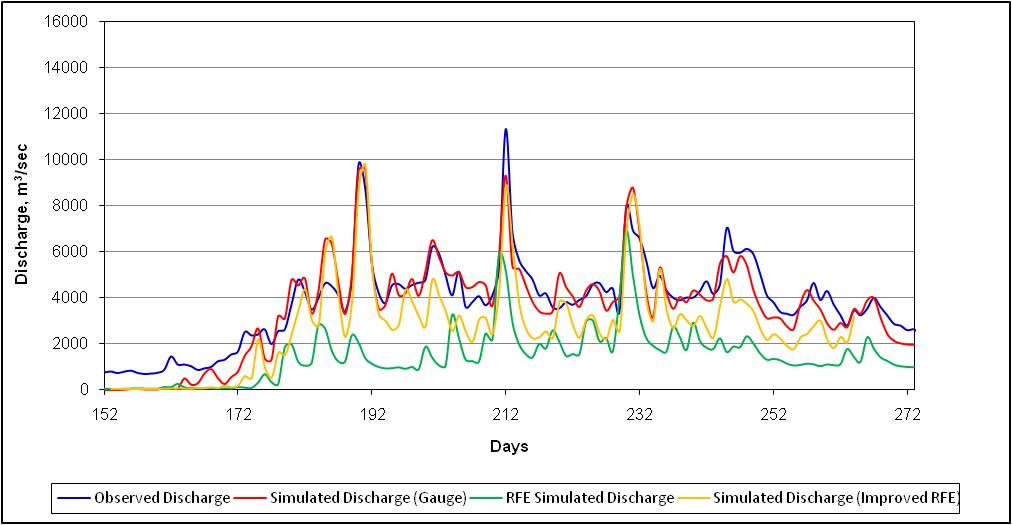 16000
14000
12000
10000
8000
6000
4000
2000
0
Discharge, m³/sec
152 172 192 212 232 252 272
Days
Observed Discharge Simulated Discharge (Gauge) RFE Simulated Discharge Simulated Discharge (Improved RFE)